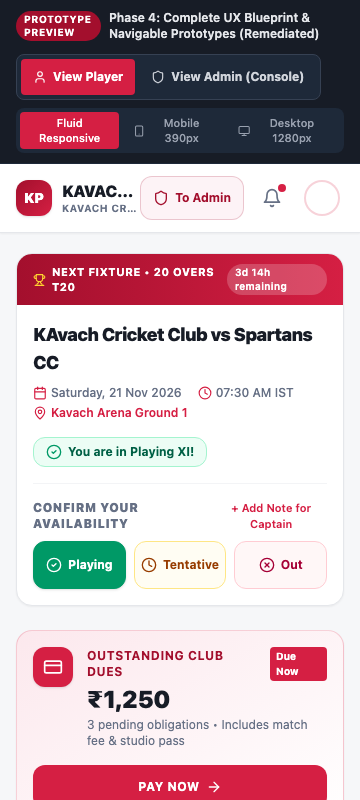 PROTOTYPE
PREVIEW
Phase 4: Complete UX Blueprint &
Navigable Prototypes (Remediated)
View Player
View Admin (Console)
Fluid
Responsive
Mobile
390px
Desktop
1280px
KP
KAVAC...
KAVACH CR...
To Admin
NEXT FIXTURE • 20 OVERS
T20
3d 14h
remaining
KAvach Cricket Club vs Spartans
CC
Saturday, 21 Nov 2026
07:30 AM IST
Kavach Arena Ground 1
You are in Playing XI!
CONFIRM YOUR
AVAILABILITY
+ Add Note for
Captain
Playing
Tentative
Out
OUTSTANDING CLUB
DUES
Due
Now
₹1,250
3 pending obligations • Includes match
fee & studio pass
PAY NOW →